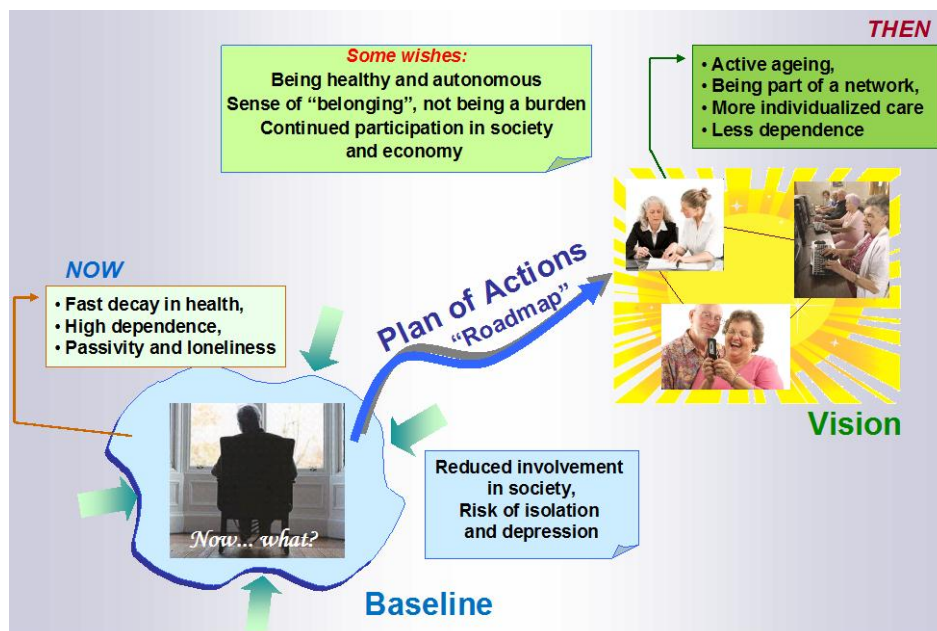 THEN
Some wishes:
Being healthy and autonomous
Sense of “belonging”, not being a burden
Continued participation in society
and economy
• Active ageing,
• Being part of a network,
• More individualized care
• Less dependence
NOW
• Fast decay in health,
• High dependence,
• Passivity and loneliness
Plan of Actions
“Roadmap”
Vision
Reduced involvement
in society,
Risk of isolation
and depression
Now... what?
Baseline